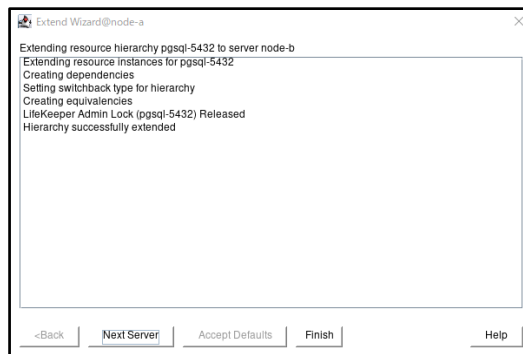 Extend Wizard@node-a
Extending resource hierarchy pgsql-5432 to server node-b
Extending resource instances for pgsql-5432
Creating dependencies
Setting switchback type for hierarchy
Creating equivalencies
LifeKeeper Admin Lock (pgsql-5432) Released
Hierarchy successfully extended
<Back Next Server Accept Defaults Finish Help